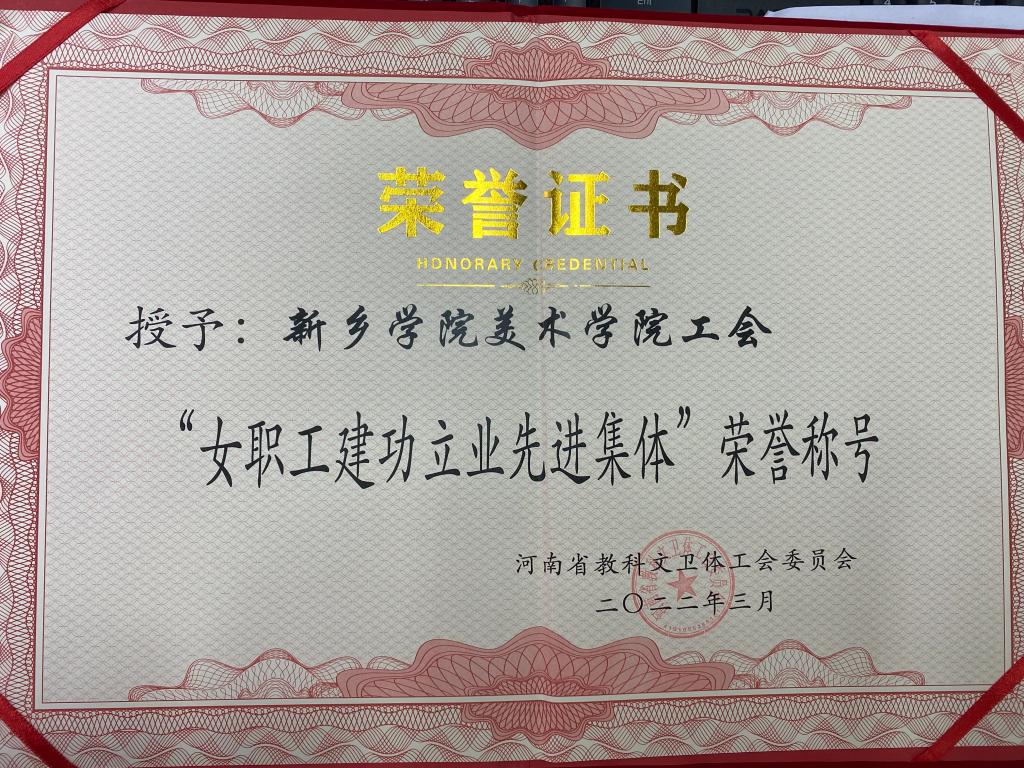 荣誉证书
HONORARY CREDENTIAL
授予：新乡学院美术学院工会
“女职工建功立业先进集体”荣誉称号
河南省教科文卫体工会委员会
二〇二二年三月